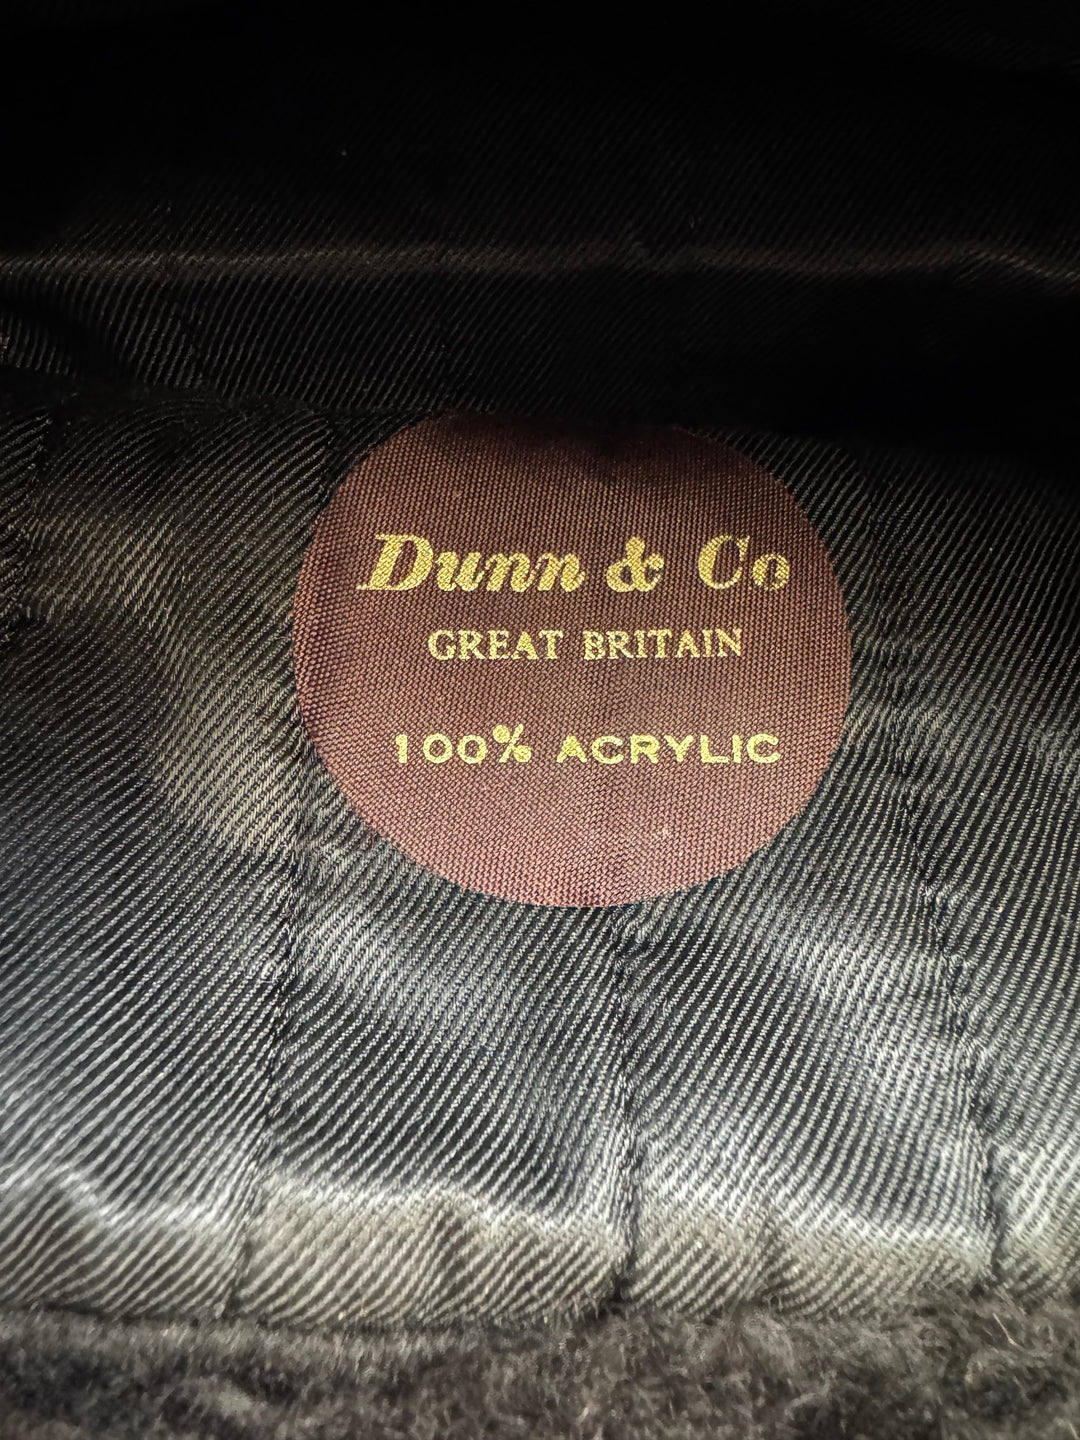 Dunn & Co
GREAT BRITAIN
100% ACRYLIC